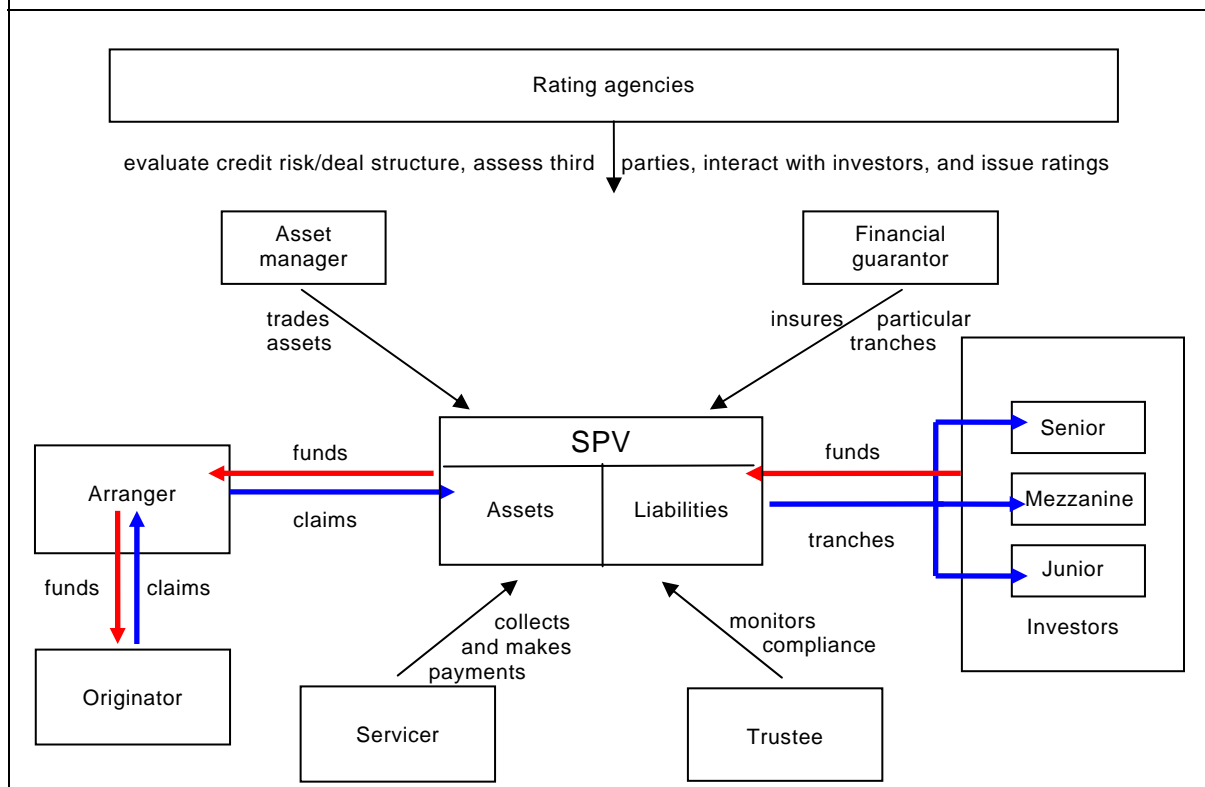 Rating agencies
evaluate credit risk/deal structure, assess third parties, interact with investors, and issue ratings
Asset
manager
Financial
guarantor
trades
assets
insures particular
tranches
SPV
Assets
Liabilities
funds
claims
Arranger
funds
claims
Originator
funds
tranches
Senior
Mezzanine
Junior
Investors
collects
and makes
payments
monitors
compliance
Servicer
Trustee